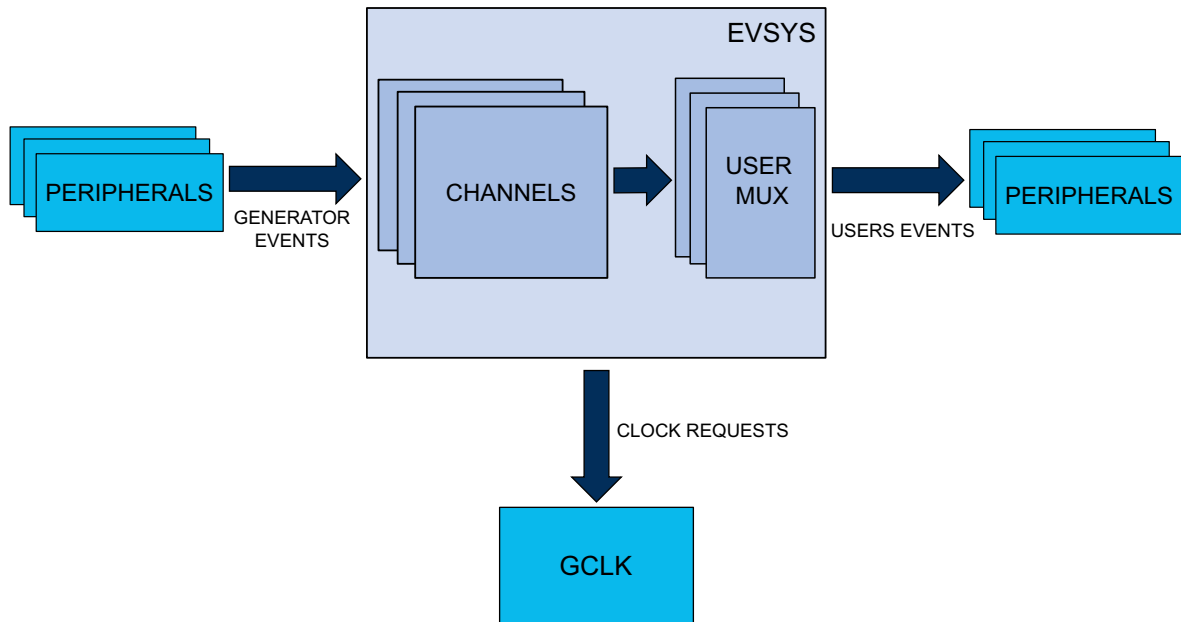 EVSYS
PERIPHERALS
GENERATOR
EVENTS
CHANNELS
USER
MUX
USERS EVENTS
PERIPHERALS
CLOCK REQUESTS
GCLK